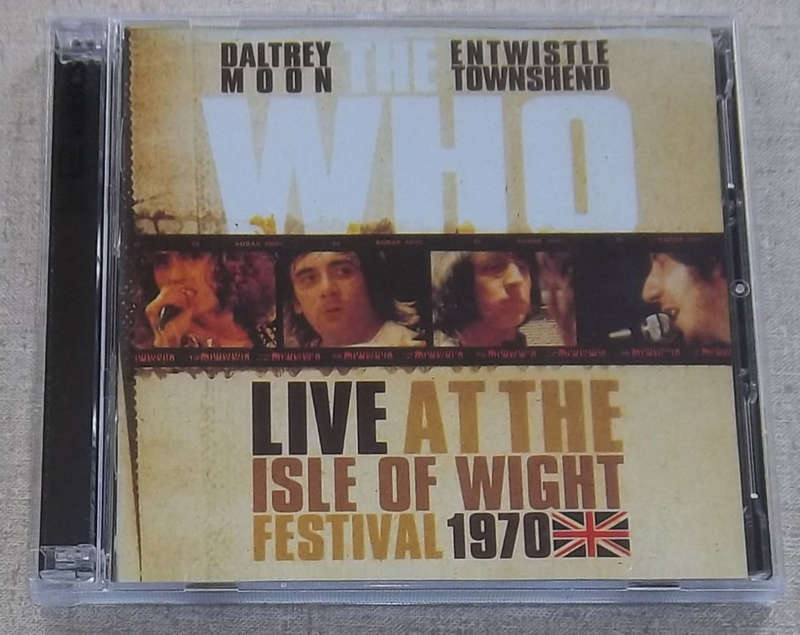 DALTREY
MOON
THE
ENTWISTLE
TOWNSHEND
WHO
LIVE AT THE
ISLE OF WIGHT
FESTIVAL 1970